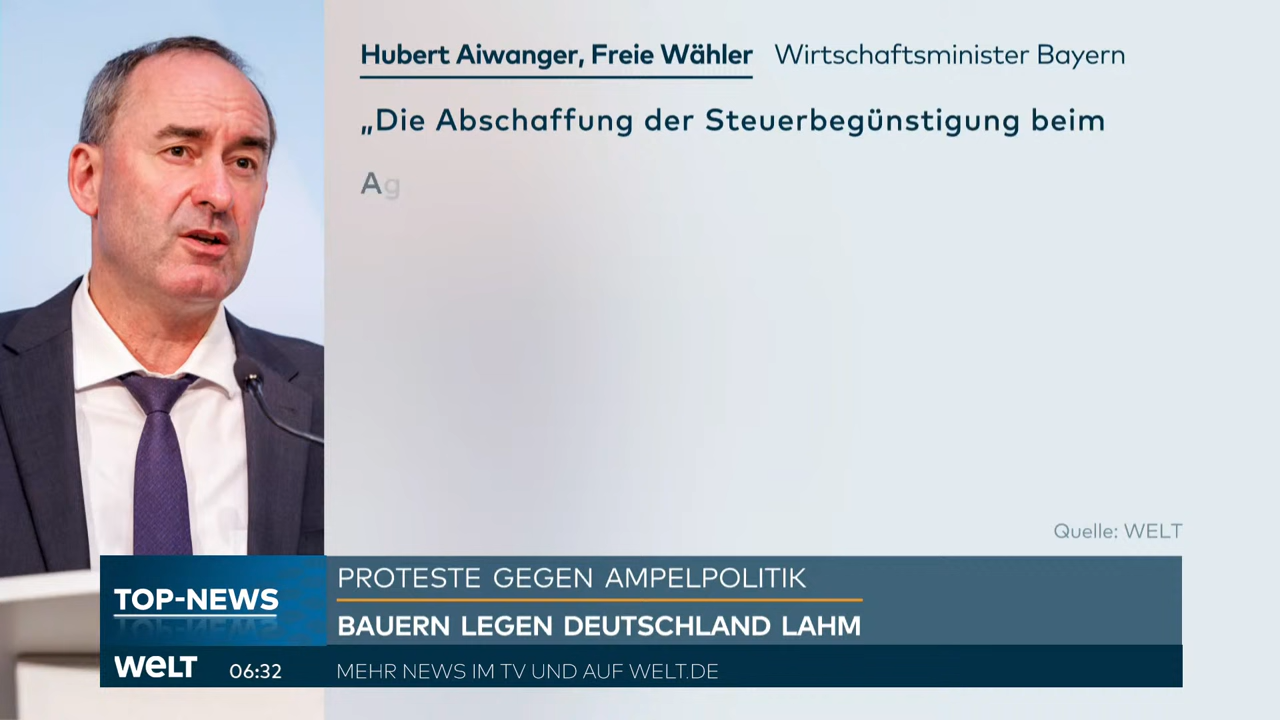 Hubert Aiwanger, Freie Wähler Wirtschaftsminister Bayern
„Die Abschaffung der Steuerbegünstigung beim
Ag
Quelle: WELT
TOP-NEWS
PROTESTE GEGEN AMPELPOLITIK
BAUERN LEGEN DEUTSCHLAND LAHM
WELT 06:32 MEHR NEWS IM TV UND AUF WELT.DE